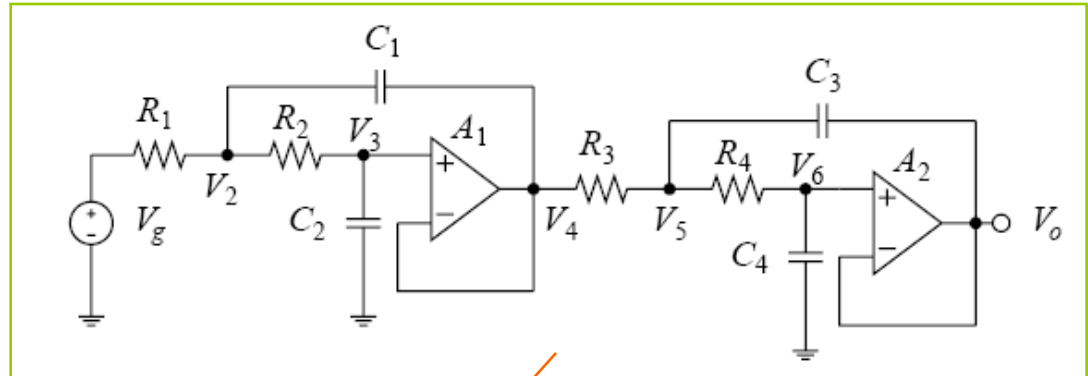 C1
C3
R1
R2
V3
A1
R3
R4
V6
A2
+
+
V2
+
-
Vg
C2
−
V4
V5
C4
−
Vo